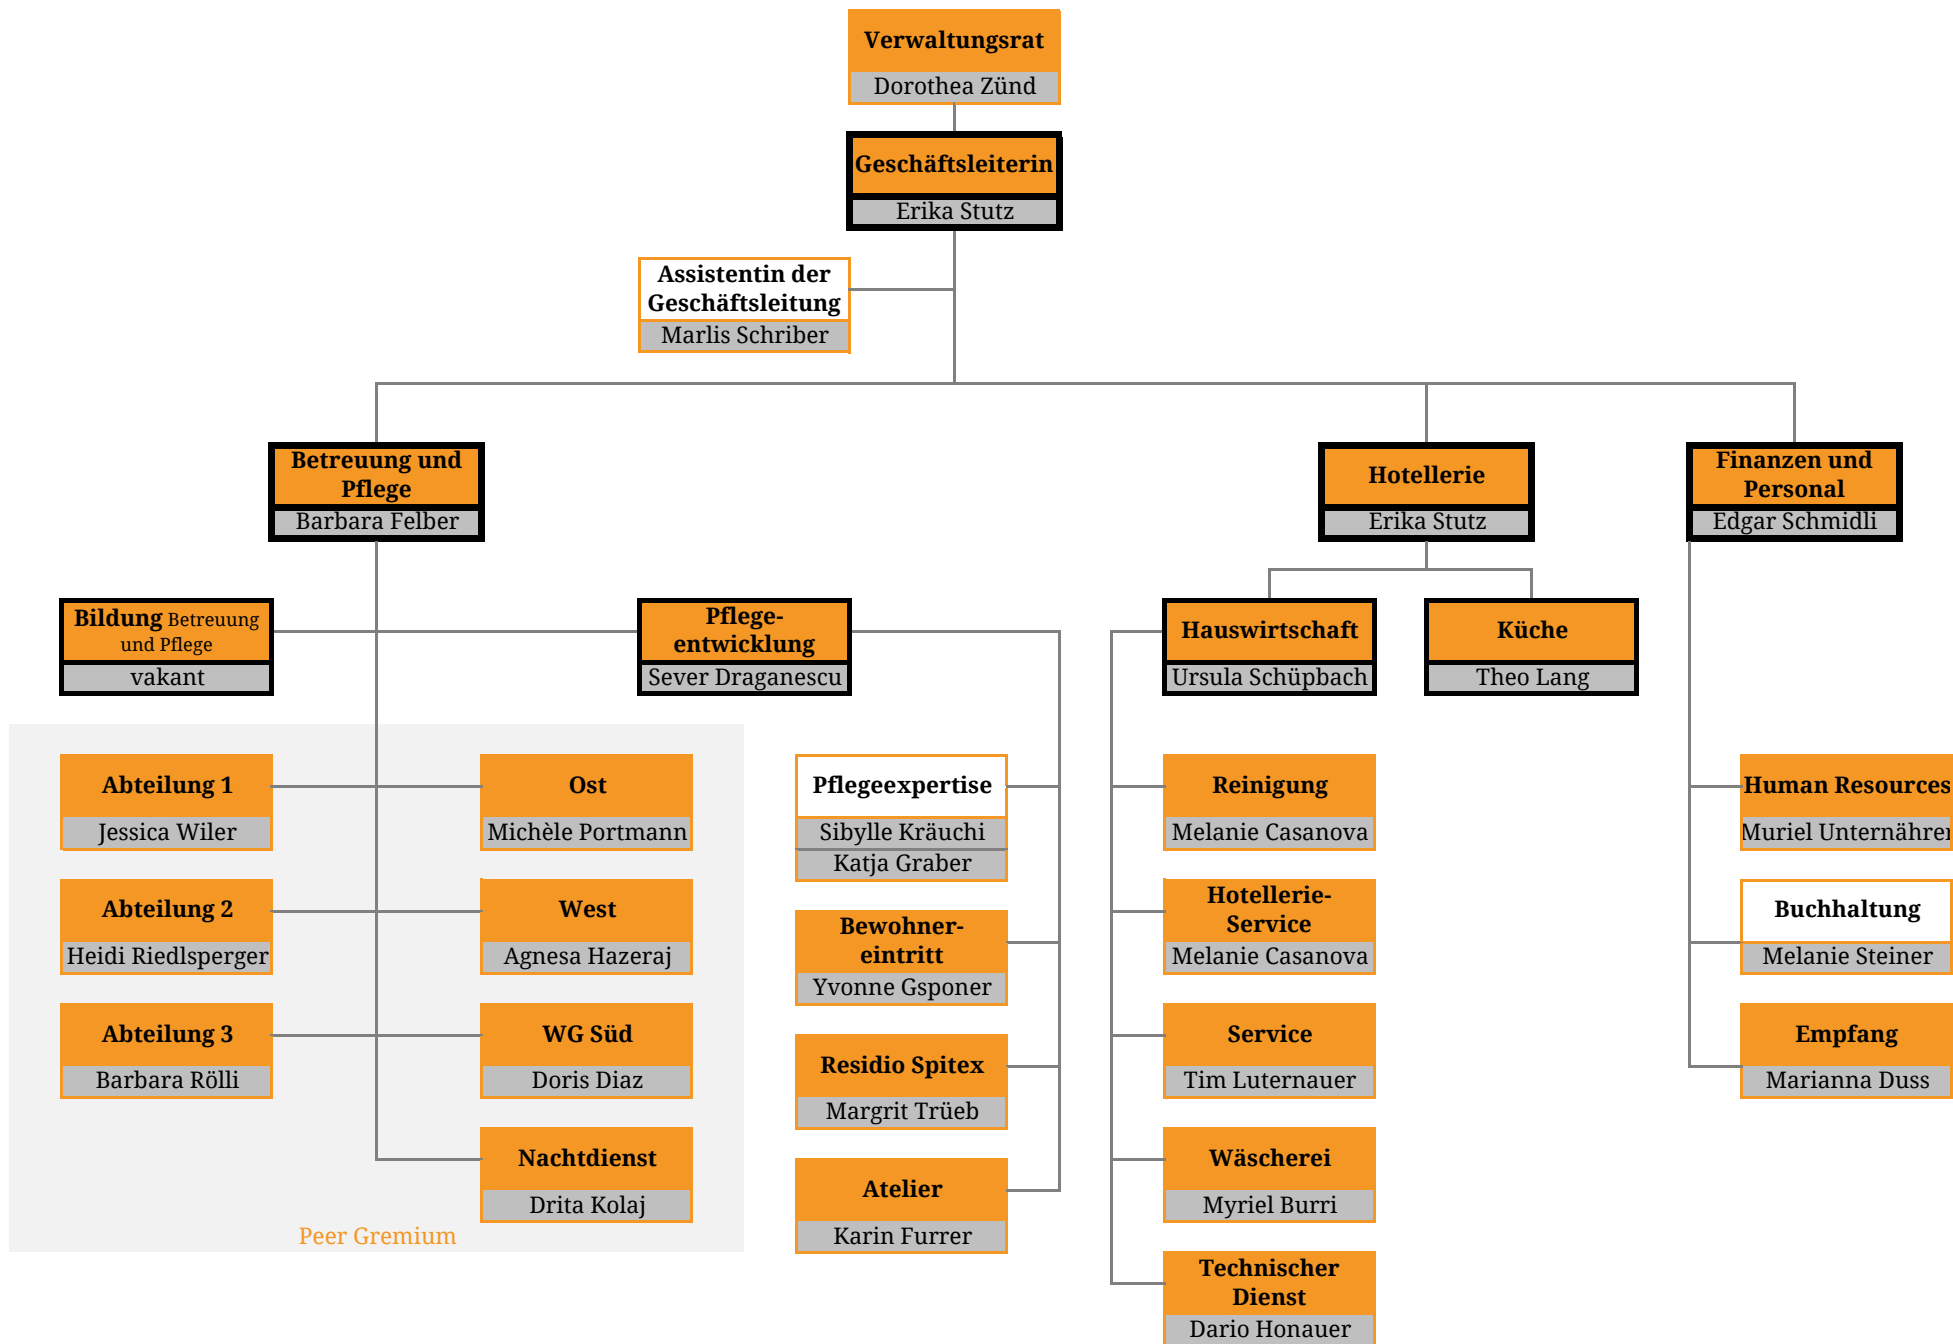 Verwaltungsrat
Dorothea Zünd
Geschäftsleiterin
Erika Stutz
Assistentin der
Geschäftsleitung
Marlis Schriber
Betreuung und
Pflege
Barbara Felber
Hotellerie
Erika Stutz
Finanzen und
Personal
Edgar Schmidli
Bildung Betreuung
und Pflege
vakant
Pflege-
entwicklung
Sever Draganescu
Hauswirtschaft
Ursula Schüpbach
Küche
Theo Lang
Abteilung 1
Jessica Wiler
Ost
Michèle Portmann
Abteilung 2
Heidi Riedlsperger
West
Agnesa Hazeraj
Abteilung 3
Barbara Rölli
WG Süd
Doris Diaz
Nachtdienst
Drita Kolaj
Peer Gremium
Pflegeexpertise
Sibylle Kräuchi
Katja Graber
Bewohner-
eintritt
Yvonne Gsponer
Residio Spitex
Margrit Trüeb
Atelier
Karin Furrer
Reinigung
Melanie Casanova
Hotellerie-
Service
Melanie Casanova
Service
Tim Luternauer
Wäscherei
Myriel Burri
Technischer
Dienst
Dario Honauer
Human Resources
Muriel Unternährer
Buchhaltung
Melanie Steiner
Empfang
Marianna Duss